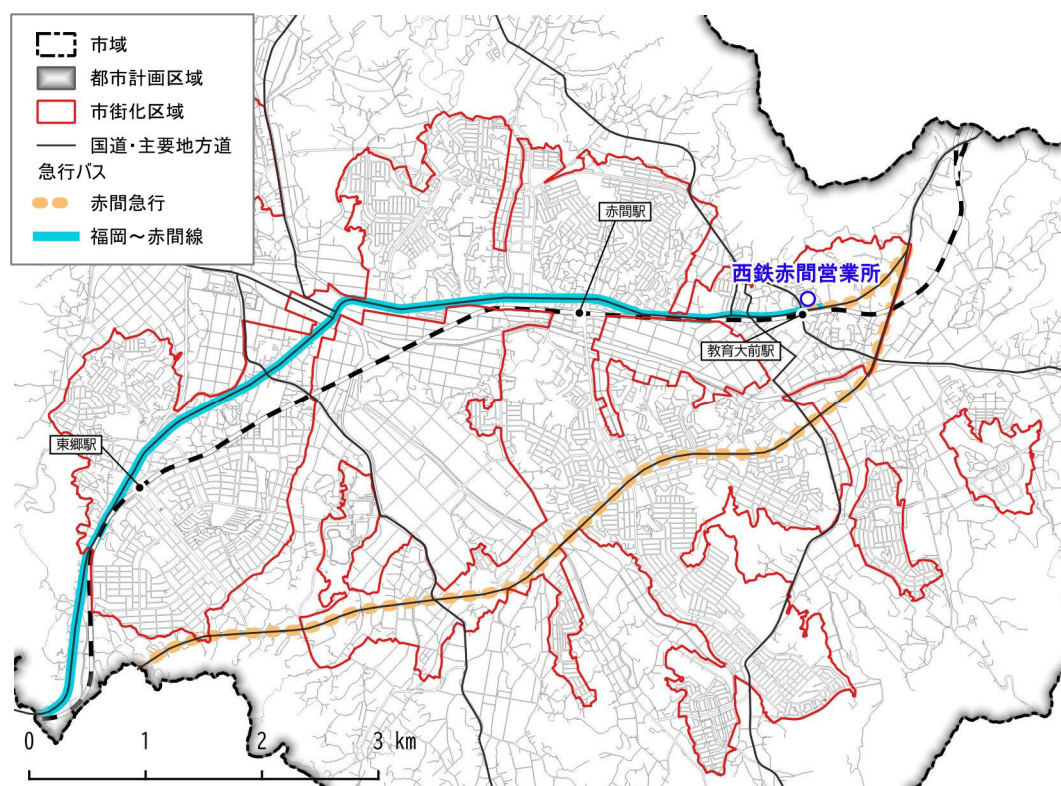 市域
都市計画区域
市街化区域
国道・主要地方道
急行バス
赤間急行
福岡～赤間線
赤間駅
西鉄赤間営業所
教育大前駅
東郷駅
0 1 2 3 km